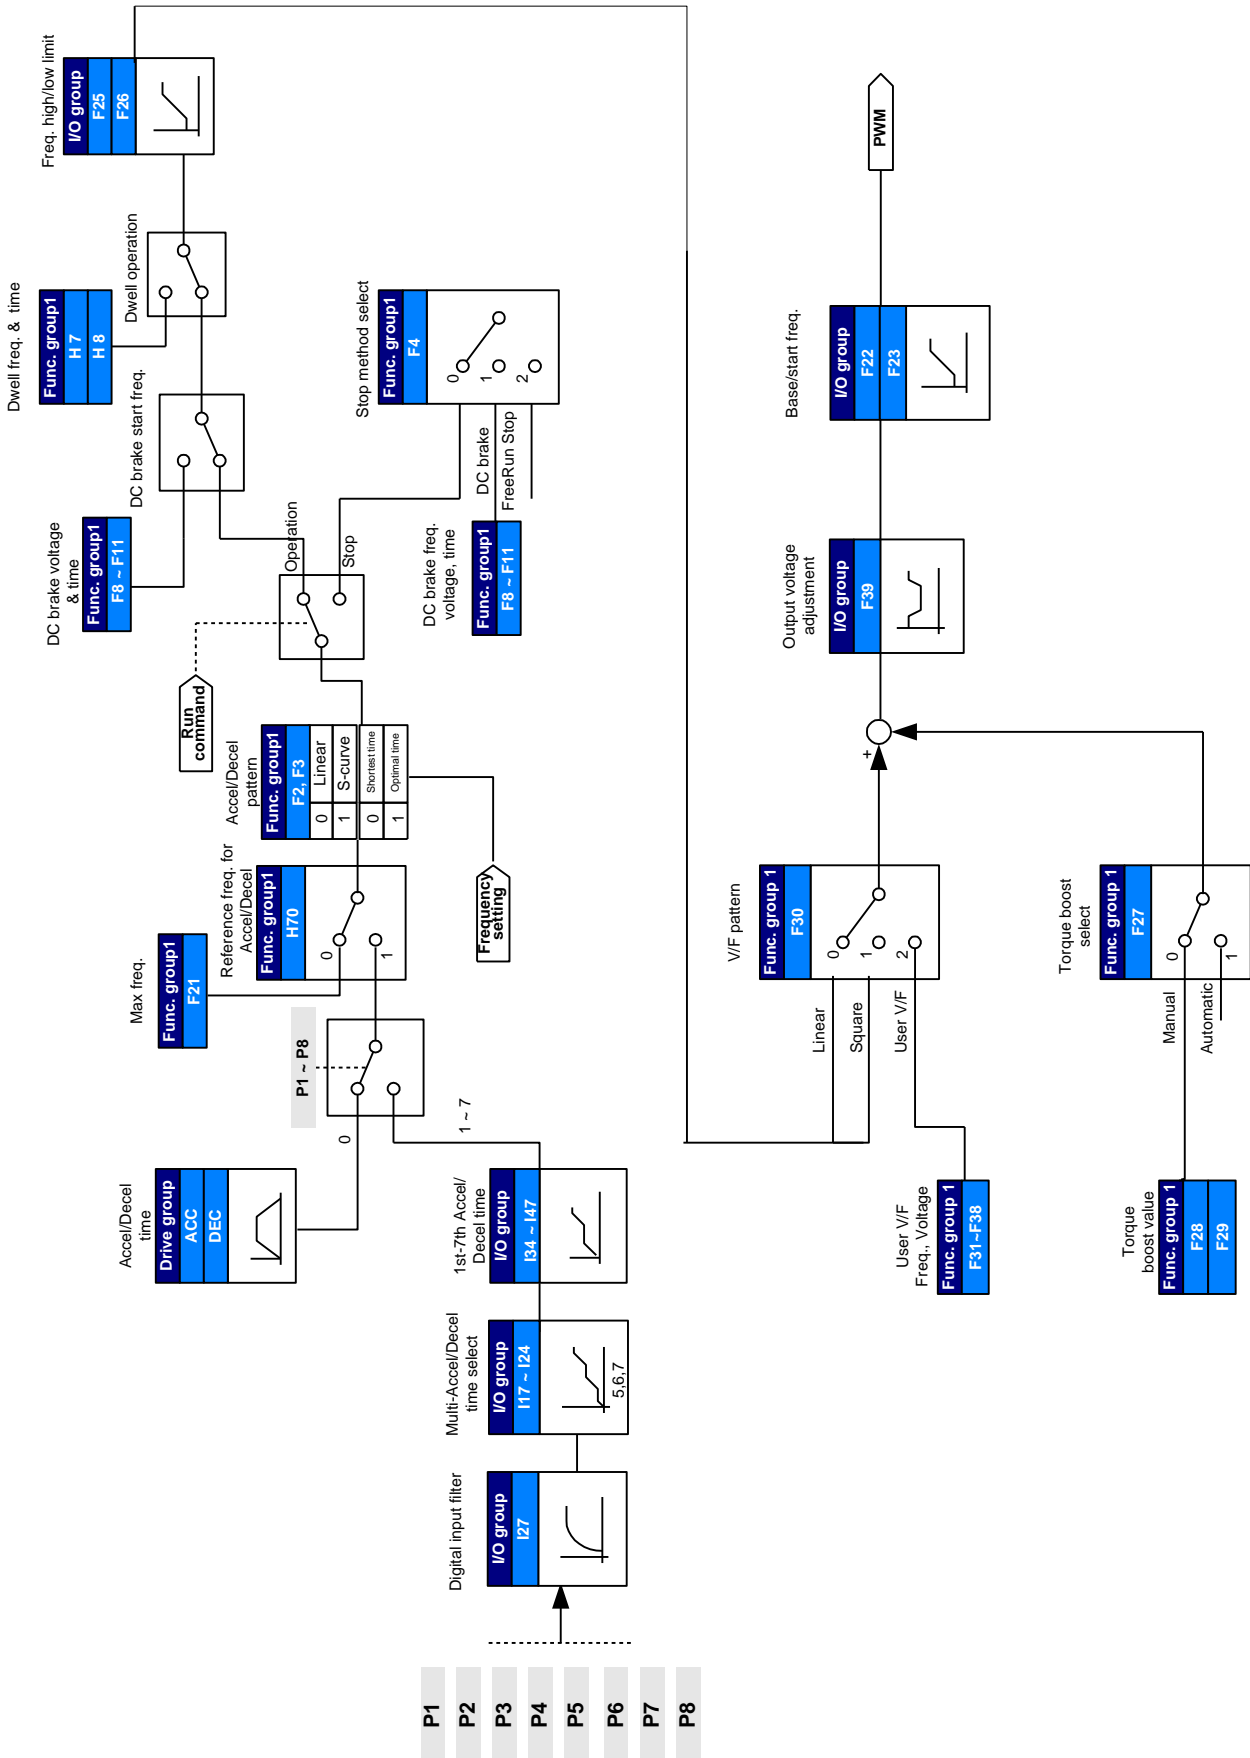 P1
P2
P3
P4
P5
P6
P7
P8
Digital input filter
I/O group
I27
Multi-Accel/Decel
time select
I/O group
I17 ~ I24
5,6,7
1st-7th Accel/
Decel time
I/O group
I34 ~ I47
Accel/Decel
time
Drive group
ACC
DEC
0
1 ~ 7
P1 ~ P8
Max freq.
Func. group1
F21
Reference freq. for
Accel/Decel
Func. group1
H70
0
1
Accel/Decel
pattern
Func. group1
F2, F3
0 Linear
1 S-curve
0 Shortest time
1 Optimal time
Frequency
setting
Run
command
Operation
Stop
DC brake voltage
& time
Func. group1
F8 ~ F11
DC brake start freq.
Dwell freq. & time
Func. group1
H 7
H 8
Dwell operation
Freq. high/low limit
I/O group
F25
F26
DC brake freq.
voltage, time
Func. group1
F8 ~ F11
DC brake
FreeRun Stop
Stop method select
Func. group1
F4
0
1
2
User V/F
Freq., Voltage
Func. group 1
F31~F38
Linear
Square
User V/F
V/F pattern
Func. group 1
F30
0
1
2
+
Torque
boost value
Func. group 1
F28
F29
Manual
Automatic
Torque boost
select
Func. group 1
F27
0
1
Output voltage
adjustment
I/O group
F39
Base/start freq.
I/O group
F22
F23
PWM